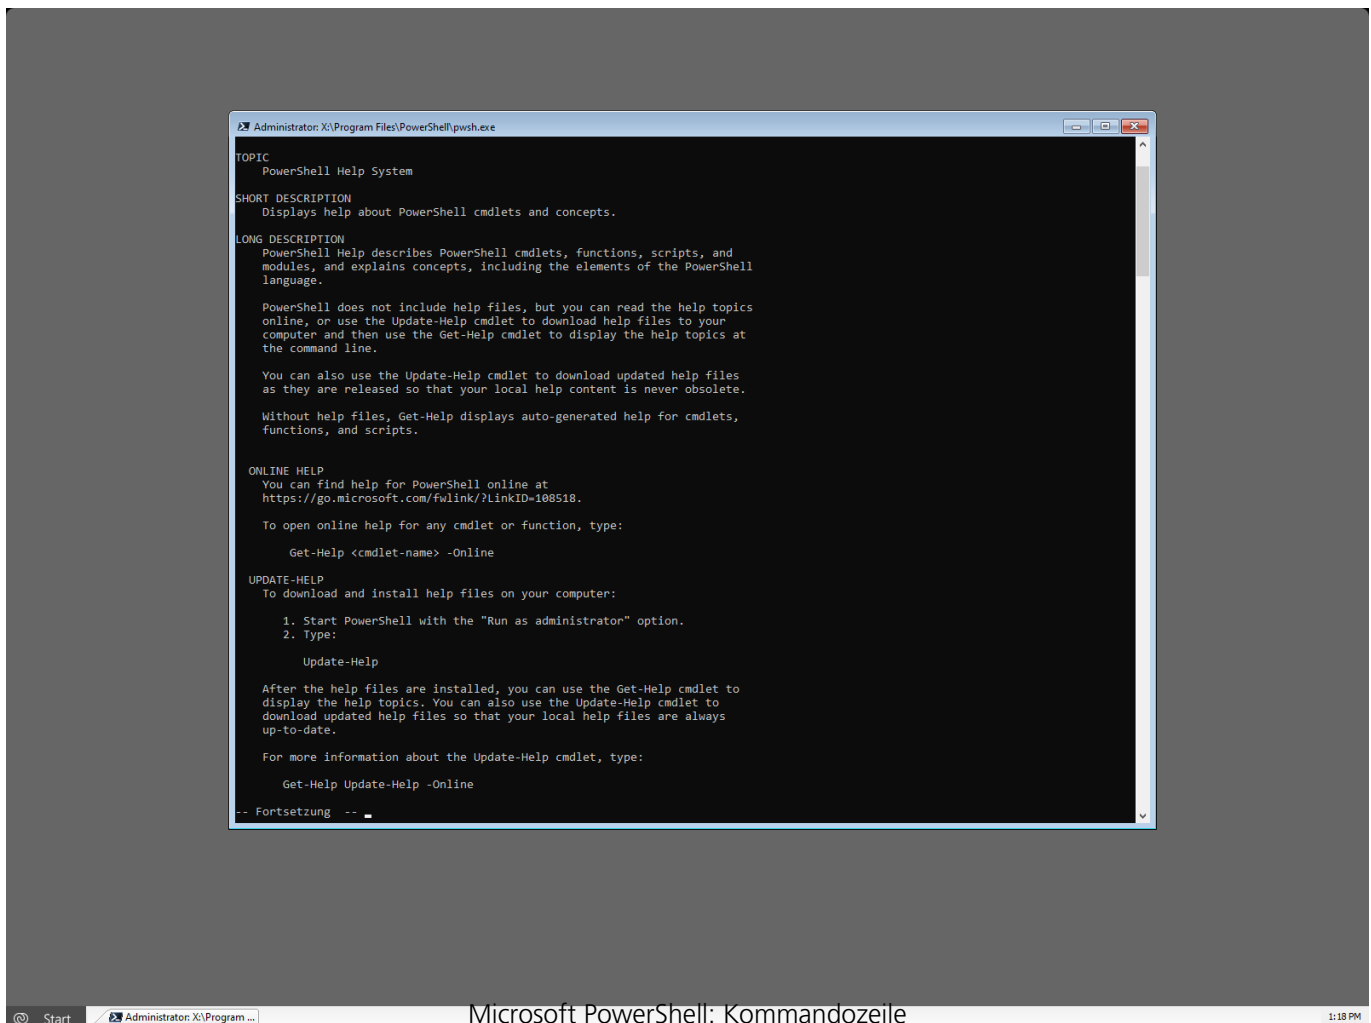 Administrator: X:\Program Files\PowerShell\pwsh.exe
TOPIC
PowerShell Help System
SHORT DESCRIPTION
Displays help about PowerShell cmdlets and concepts.
LONG DESCRIPTION
PowerShell Help describes PowerShell cmdlets, functions, scripts, and
modules, and explains concepts, including the elements of the PowerShell
language.
PowerShell does not include help files, but you can read the help topics
online, or use the Update-Help cmdlet to download help files to your
computer and then use the Get-Help cmdlet to display the help topics at
the command line.
You can also use the Update-Help cmdlet to download updated help files
as they are released so that your local help content is never obsolete.
Without help files, Get-Help displays auto-generated help for cmdlets,
functions, and scripts.
ONLINE HELP
You can find help for PowerShell online at
https://go.microsoft.com/fwlink/?LinkID=108518.
To open online help for any cmdlet or function, type:
Get-Help <cmdlet-name> -Online
UPDATE-HELP
To download and install help files on your computer:
1. Start PowerShell with the "Run as administrator" option.
2. Type:
Update-Help
After the help files are installed, you can use the Get-Help cmdlet to
display the help topics. You can also use the Update-Help cmdlet to
download updated help files so that your local help files are always
up-to-date.
For more information about the Update-Help cmdlet, type:
Get-Help Update-Help -Online
-- Fortsetzung  --
Start
Administrator: X:\Program ...
Microsoft PowerShell: Kommandozeile
1:18 PM